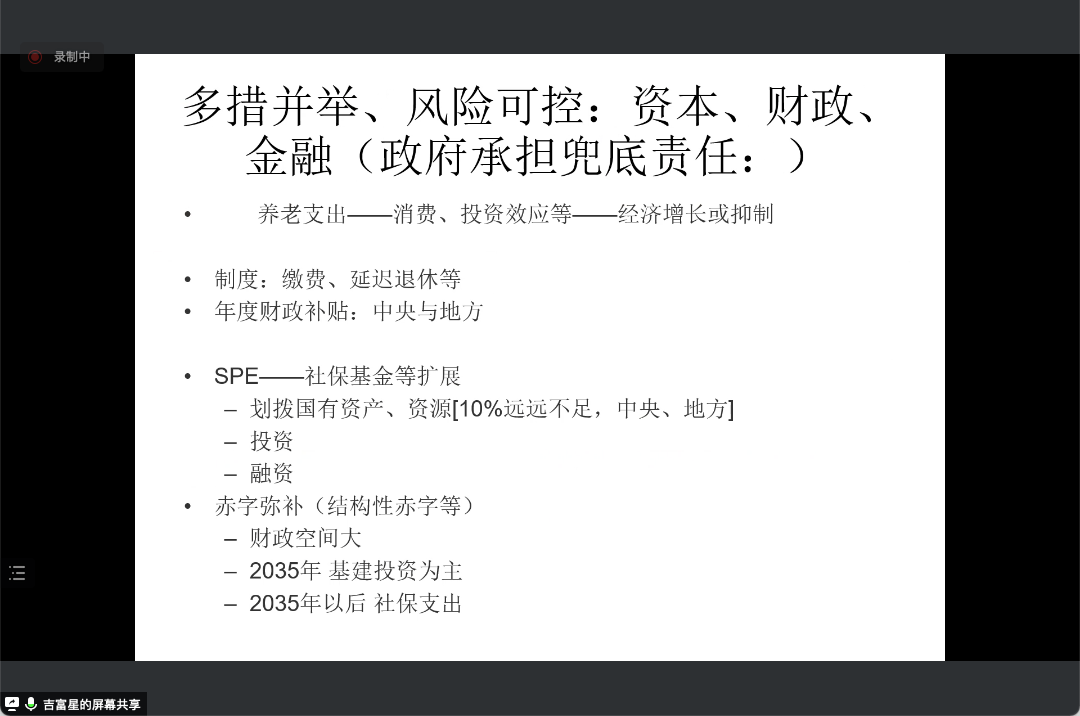 录制中
多措并举、风险可控：资本、财政、
金融（政府承担兜底责任：）
• 养老支出——消费、投资效应等——经济增长或抑制
• 制度：缴费、延迟退休等
• 年度财政补贴：中央与地方
• SPE——社保基金等扩展
– 划拨国有资产、资源[10%远远不足，中央、地方]
– 投资
– 融资
• 赤字弥补（结构性赤字等）
– 财政空间大
– 2035年 基建投资为主
– 2035年以后 社保支出
吉富星的屏幕共享